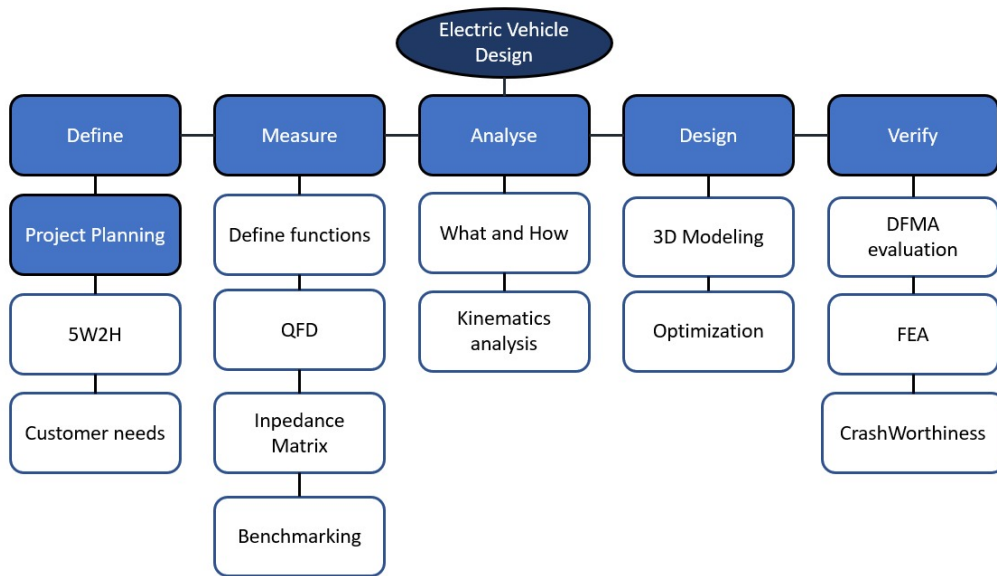 Electric Vehicle
Design
Define
Measure
Analyse
Design
Verify
Project Planning
Define functions
What and How
3D Modeling
DFMA
evaluation
5W2H
QFD
Kinematics
analysis
Optimization
FEA
Customer needs
Inpedance
Matrix
CrashWorthiness
Benchmarking